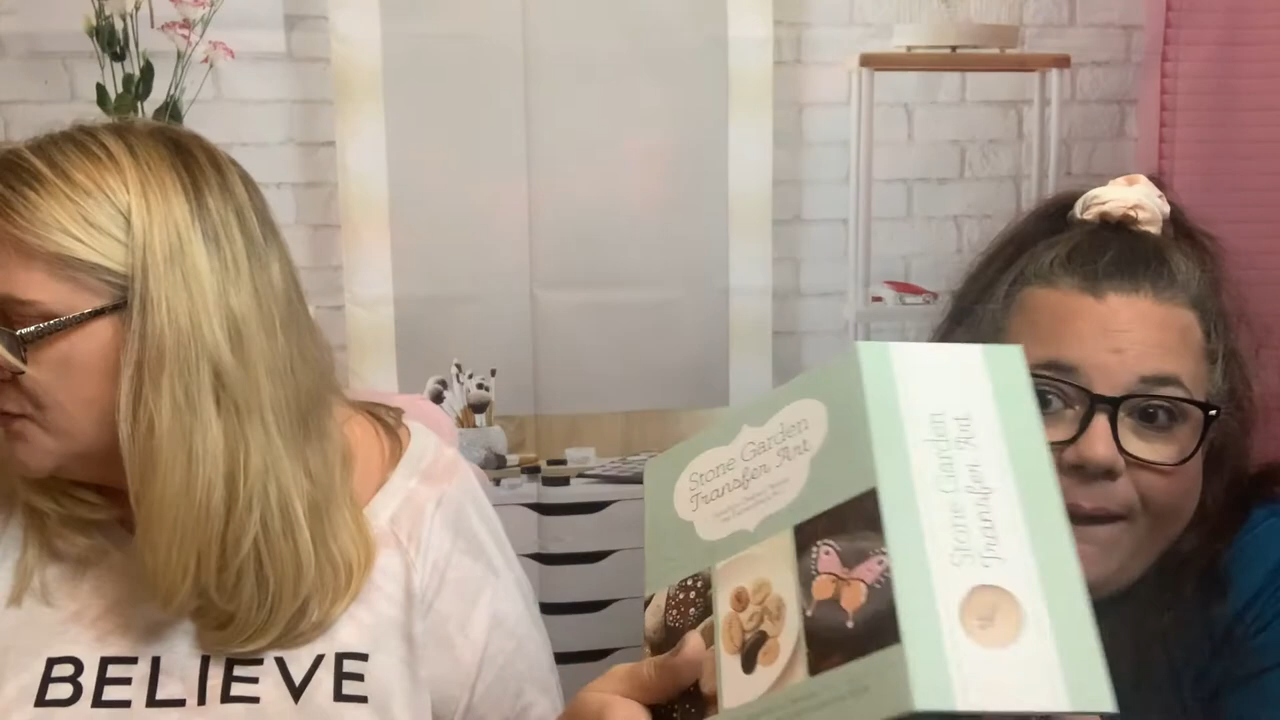 BELIEVE
Stone Garden
Transfer Art
Stone Garden
Transfer Art